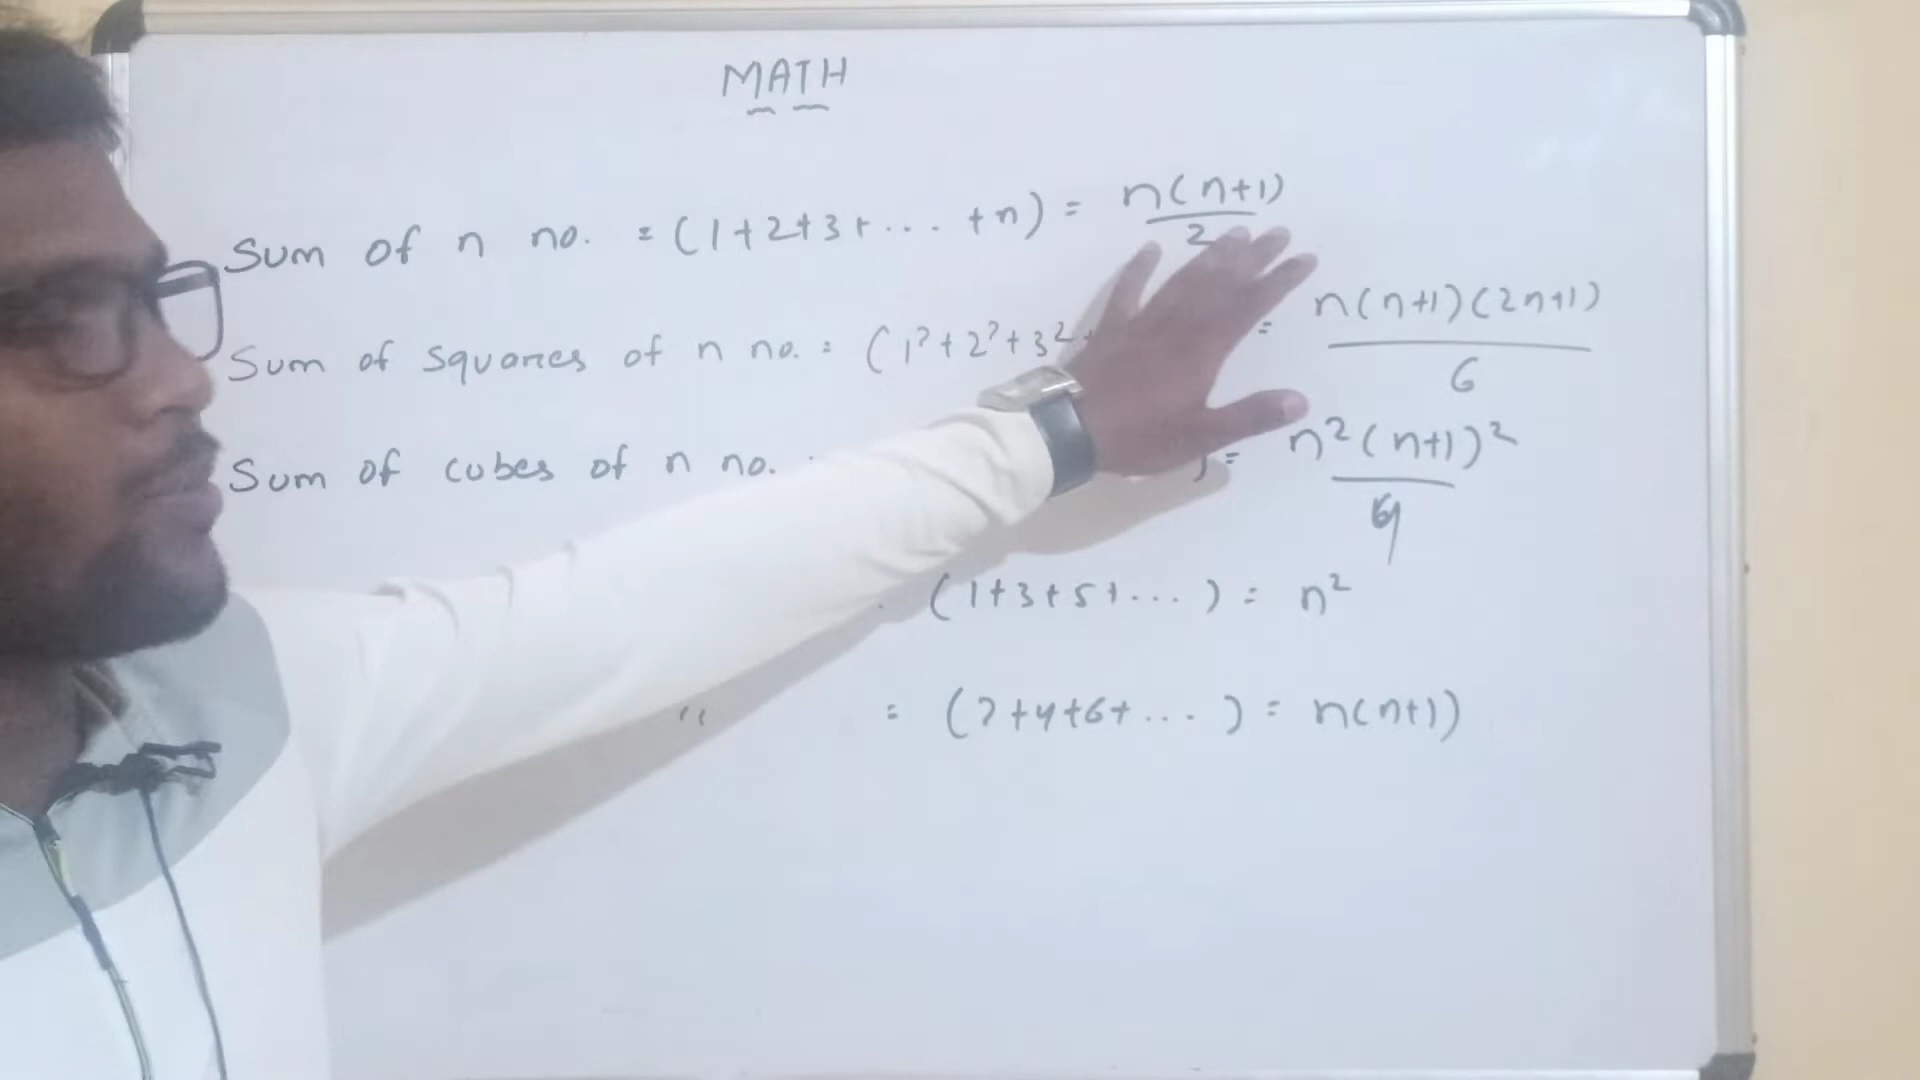 MATH
Sum of n no. = (1+2+3+... +n) = n(n+1)/2
Sum of squares of n no. = (1²+2²+3²+ = n(n+1)(2n+1)/6
Sum of cubes of n no. ) = n²(n+1)²/4
(1+3+5+...) = n²
" = (2+4+6+...) = n(n+1)